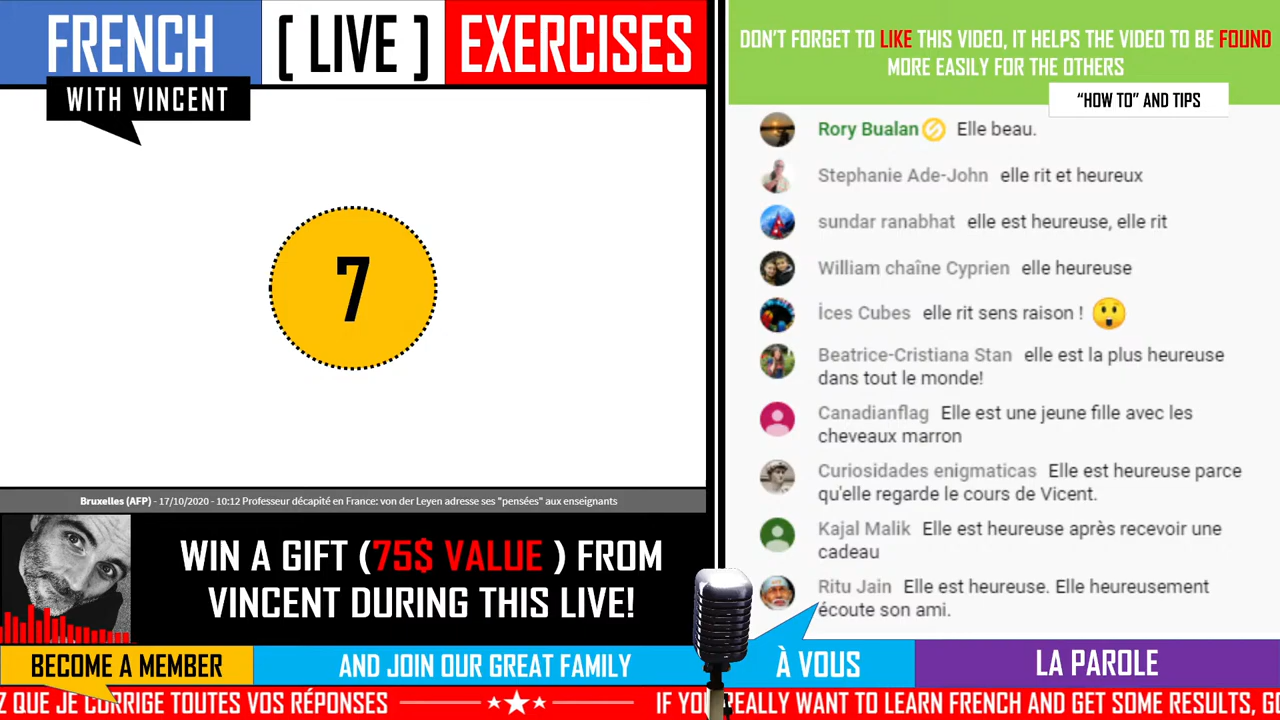 FRENCH
[ LIVE ]
EXERCISES
WITH VINCENT
DON'T FORGET TO LIKE THIS VIDEO, IT HELPS THE VIDEO TO BE FOUND
MORE EASILY FOR THE OTHERS
"HOW TO" AND TIPS
7
Rory Bualan Elle beau.
Stephanie Ade-John elle rit et heureux
sundar ranabhat elle est heureuse, elle rit
William chaîne Cyprien elle heureuse
İces Cubes elle rit sens raison !
Beatrice-Cristiana Stan elle est la plus heureuse
dans tout le monde!
Canadianflag Elle est une jeune fille avec les
cheveaux marron
Curiosidades enigmaticas Elle est heureuse parce
qu'elle regarde le cours de Vicent.
Kajal Malik Elle est heureuse après recevoir une
cadeau
Ritu Jain Elle est heureuse. Elle heureusement
écoute son ami.
Bruxelles (AFP) - 17/10/2020 - 10:12 Professeur décapité en France: von der Leyen adresse ses "pensées" aux enseignants
WIN A GIFT (75$ VALUE ) FROM
VINCENT DURING THIS LIVE!
BECOME A MEMBER
AND JOIN OUR GREAT FAMILY
À VOUS
LA PAROLE
Z QUE JE CORRIGE TOUTES VOS RÉPONSES
IF YOU REALLY WANT TO LEARN FRENCH AND GET SOME RESULTS, GO